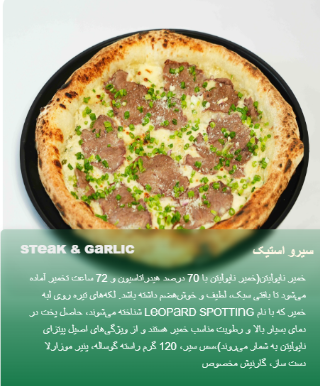 STEAK & GARLIC
سیرو استیک
خمیر ناپولیتن(خمیر ناپولیتن با 70 درصد هیدراتاسیون و 72 ساعت تخمیر آماده
می‌شود تا بافتی سبک، لطیف و خوش‌هضم داشته باشد. لکه‌های تیره روی لبه
خمیر که با نام LEOPARD SPOTTING شناخته می‌شوند، حاصل پخت در
دمای بسیار بالا و رطوبت مناسب خمیر هستند و از ویژگی‌های اصیل پیتزای
ناپولیتن به شمار می‌روند)،سس سیر، 120 گرم راسته گوساله، پنیر موزارلا
دست ساز، گارنیش مخصوص